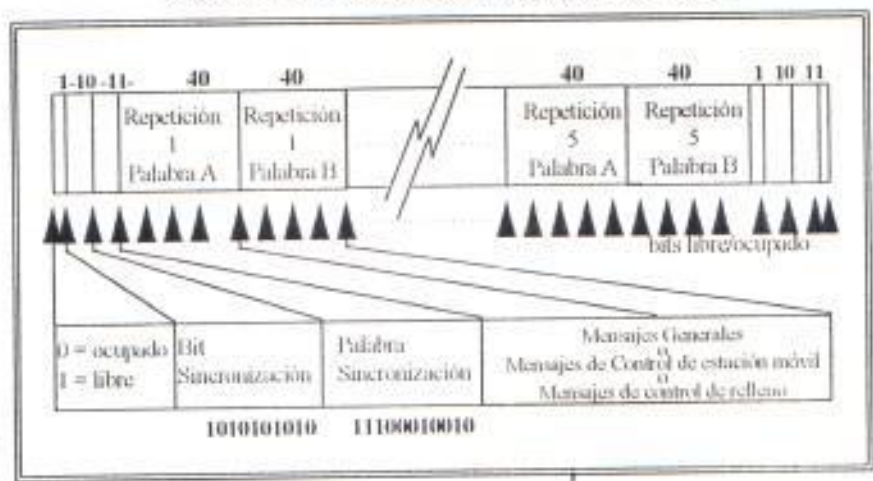 1-10 -11- 40 40 40 40 1 10 11
Repetición 1 Palabra A
Repetición 1 Palabra B
Repetición 5 Palabra A
Repetición 5 Palabra B
bits libre/ocupado
0 = ocupado
1 = libre
Bit
Sincronización
Palabra
Sincronización
Mensajes Generales
o
Mensajes de Control de estación móvil
o
Mensajes de control de relleno
1010101010 11100010010